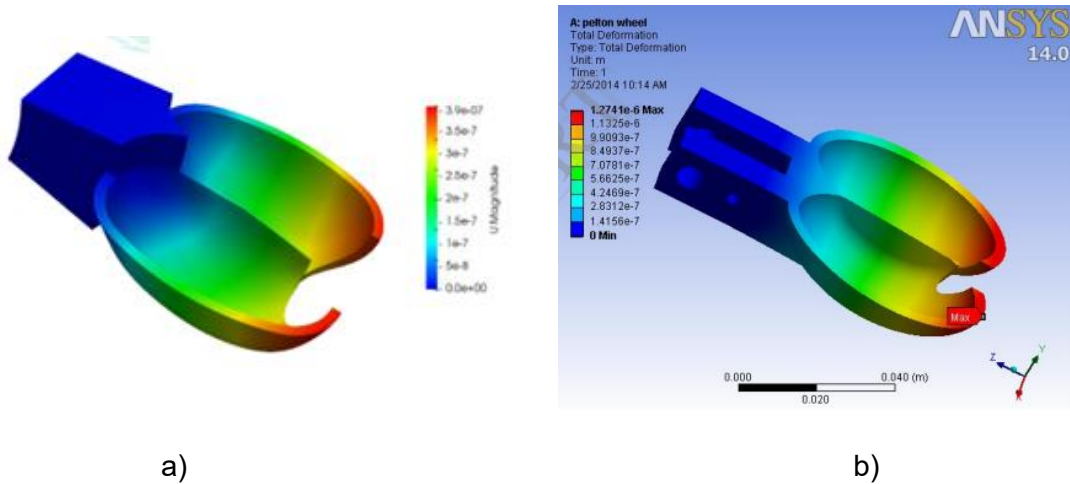 3.9e-07
3.5e-7
3e-7
2.5e-7
2e-7
1.5e-7
1e-7
5e-8
0.0e+00
U Magnitude
A: pelton wheel
Total Deformation
Type: Total Deformation
Unit: m
Time: 1
2/25/2014 10:14 AM
1.2741e-6 Max
1.1325e-6
9.9093e-7
8.4937e-7
7.0781e-7
5.6625e-7
4.2469e-7
2.8312e-7
1.4156e-7
0 Min
ANSYS
14.0
Max
0.000
0.040 (m)
0.020
Z
Y
X
a)
b)